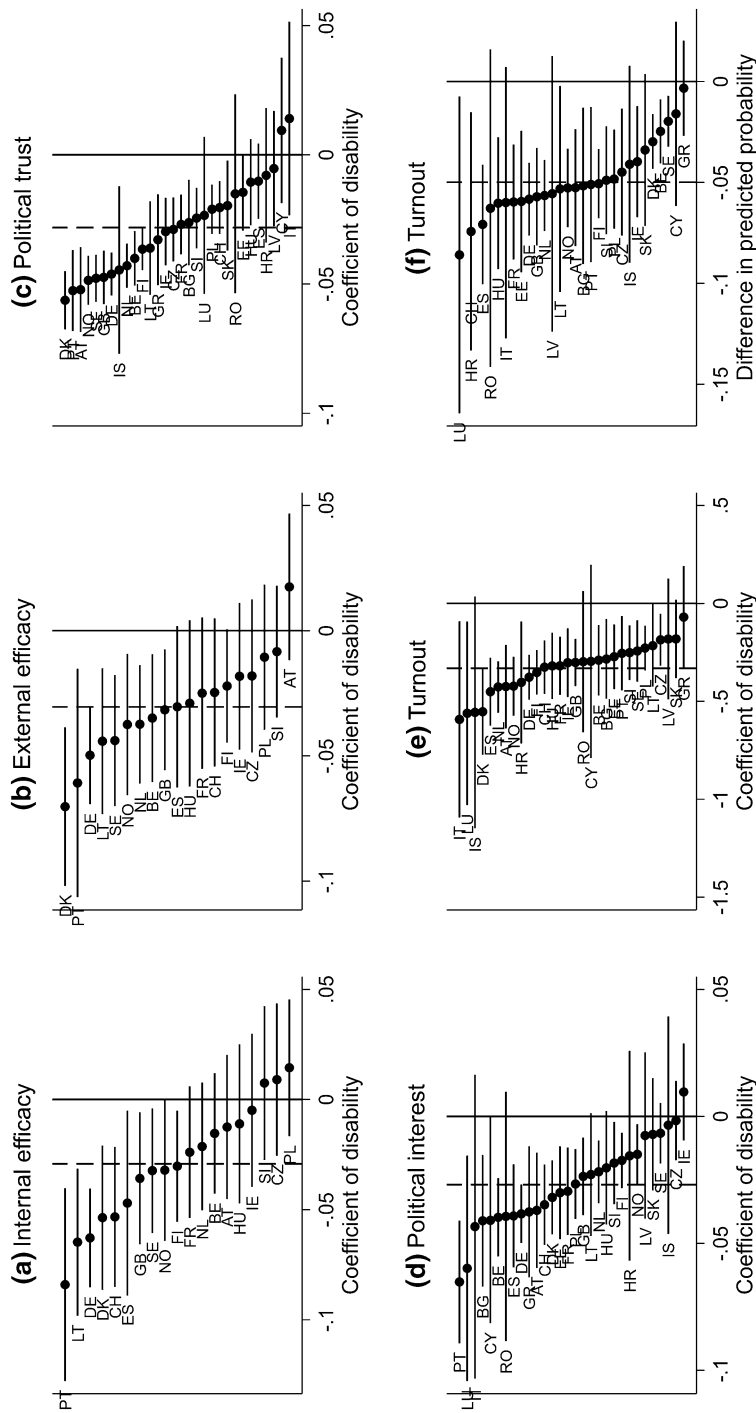 (a) Internal efficacy
PT
LT
DE
DK
CH
ES
GB
SE
NO
FI
FR
NL
BE
AT
HU
IE
SI
CZ
PL
-.1
-.05
0
.05
Coefficient of disability
(b) External efficacy
DK
PT
DE
LT
SE
NO
NL
BE
GB
ES
HU
FR
CH
FI
IE
CZ
PL
SI
AT
-.1
-.05
0
.05
Coefficient of disability
(c) Political trust
DK
PT
AT
NO
SE
GB
DE
IS
NL
BE
FI
LT
GR
IE
CZ
FR
BG
SI
LU
PL
CH
SK
RO
EE
HU
ES
HR
LV
CY
IT
-.1
-.05
0
.05
Coefficient of disability
(d) Political interest
PT
LU
IT
BG
CY
BE
RO
ES
DE
GR
AT
CH
DK
EE
FR
PL
GB
LT
NL
HU
SI
FI
HR
NO
LV
SK
SE
IS
CZ
IE
-.1
-.05
0
.05
Coefficient of disability
(e) Turnout
IT
LU
IS
DK
ES
NL
AT
NO
HR
DE
FI
CH
HU
FR
IE
GB
RO
CY
BE
BG
EE
PT
SI
SE
PL
LT
CZ
LV
SK
GR
-1.5
-1
-.5
0
.5
Coefficient of disability
(f) Turnout
LU
HR
CH
ES
RO
HU
IT
FR
EE
DE
GB
NL
LV
LT
NO
AT
BG
PT
FI
SI
PL
CZ
IS
IE
SK
DK
BE
SE
CY
GR
-.15
-.1
-.05
0
Difference in predicted probability